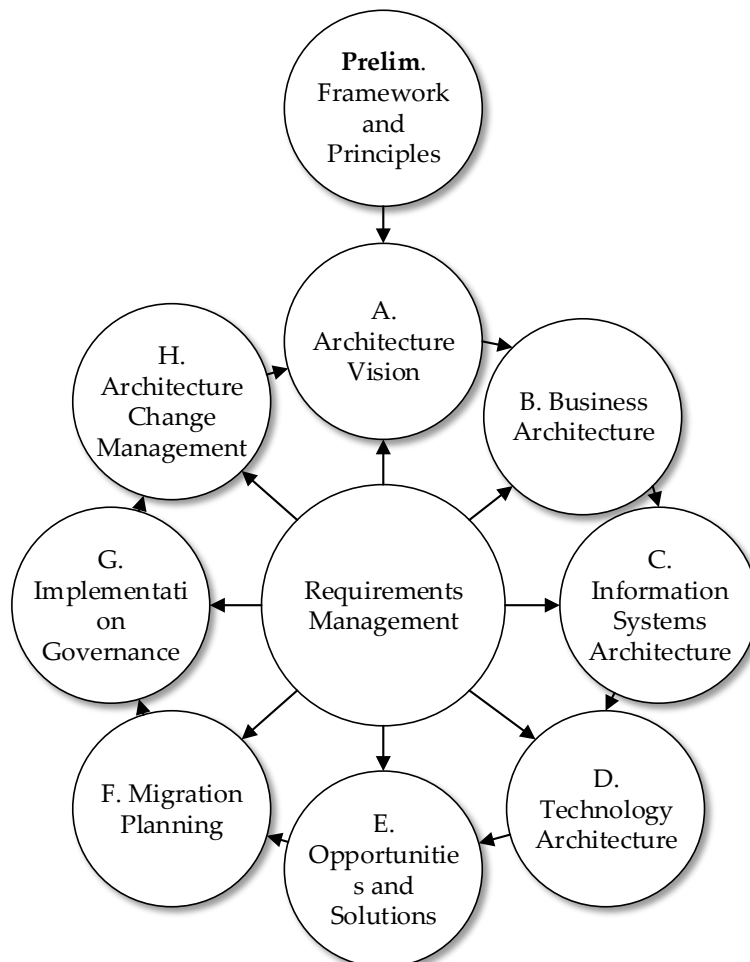 Prelim.
Framework
and
Principles
A.
Architecture
Vision
B. Business
Architecture
C.
Information
Systems
Architecture
D.
Technology
Architecture
E.
Opportunitie
s and
Solutions
F. Migration
Planning
G.
Implementati
on
Governance
H.
Architecture
Change
Management
Requirements
Management